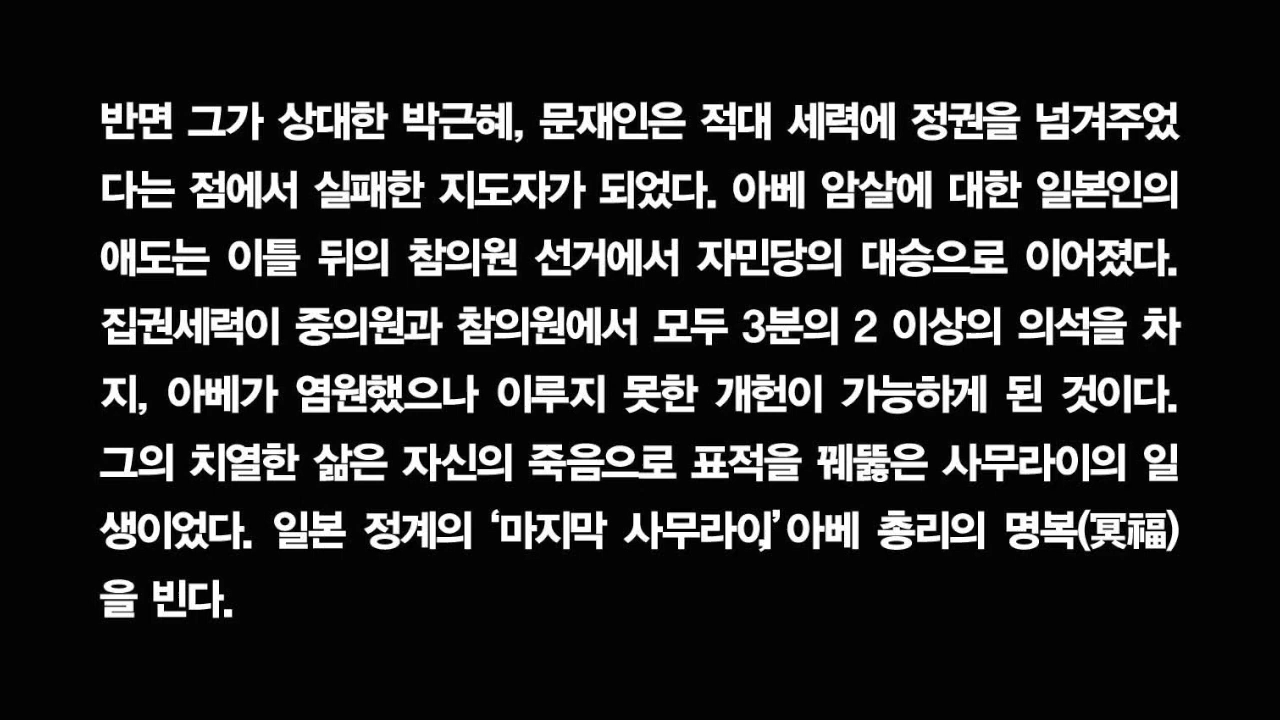 반면 그가 상대한 박근혜, 문재인은 적대 세력에 정권을 넘겨주었
다는 점에서 실패한 지도자가 되었다. 아베 암살에 대한 일본인의
애도는 이틀 뒤의 참의원 선거에서 자민당의 대승으로 이어졌다.
집권세력이 중의원과 참의원에서 모두 3분의 2 이상의 의석을 차
지, 아베가 염원했으나 이루지 못한 개헌이 가능하게 된 것이다.
그의 치열한 삶은 자신의 죽음으로 표적을 꿰뚫은 사무라이의 일
생이었다. 일본 정계의 ‘마지막 사무라이,’ 아베 총리의 명복(冥福)
을 빈다.